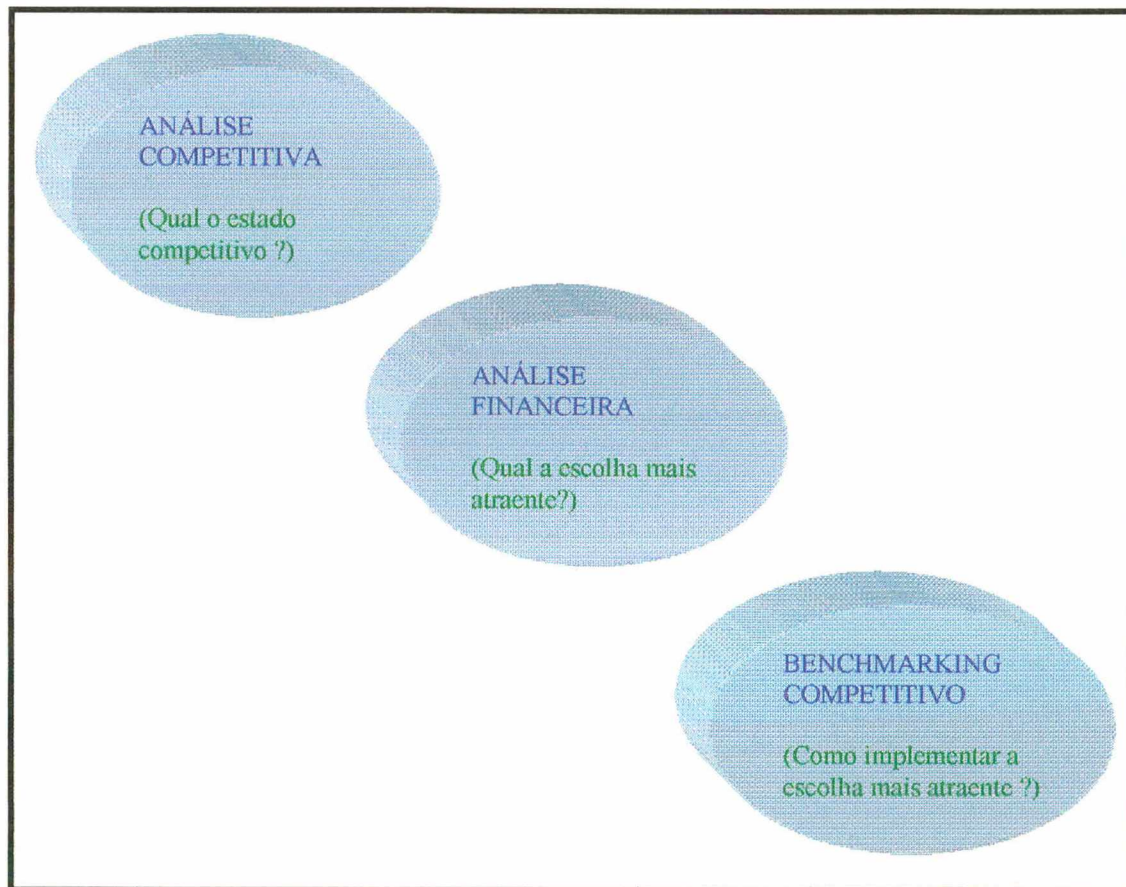 ANÁLISE
COMPETITIVA
(Qual o estado
competitivo ?)
ANÁLISE
FINANCEIRA
(Qual a escolha mais
atraente?)
BENCHMARKING
COMPETITIVO
(Como implementar a
escolha mais atraente ?)